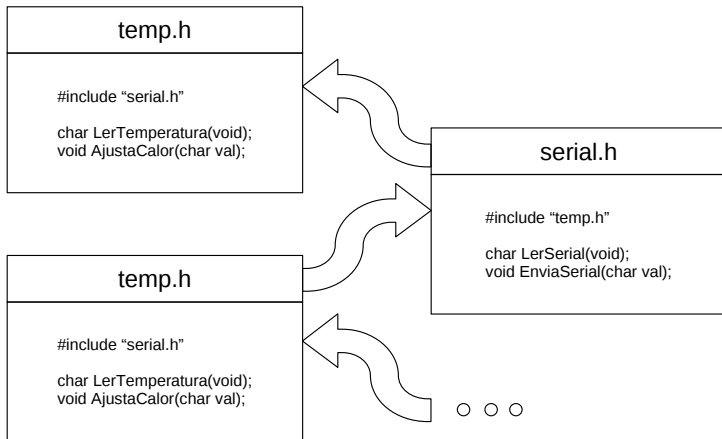 temp.h
#include “serial.h”
char LerTemperatura(void);
void AjustaCalor(char val);
serial.h
#include “temp.h”
char LerSerial(void);
void EnviaSerial(char val);
temp.h
#include “serial.h”
char LerTemperatura(void);
void AjustaCalor(char val);